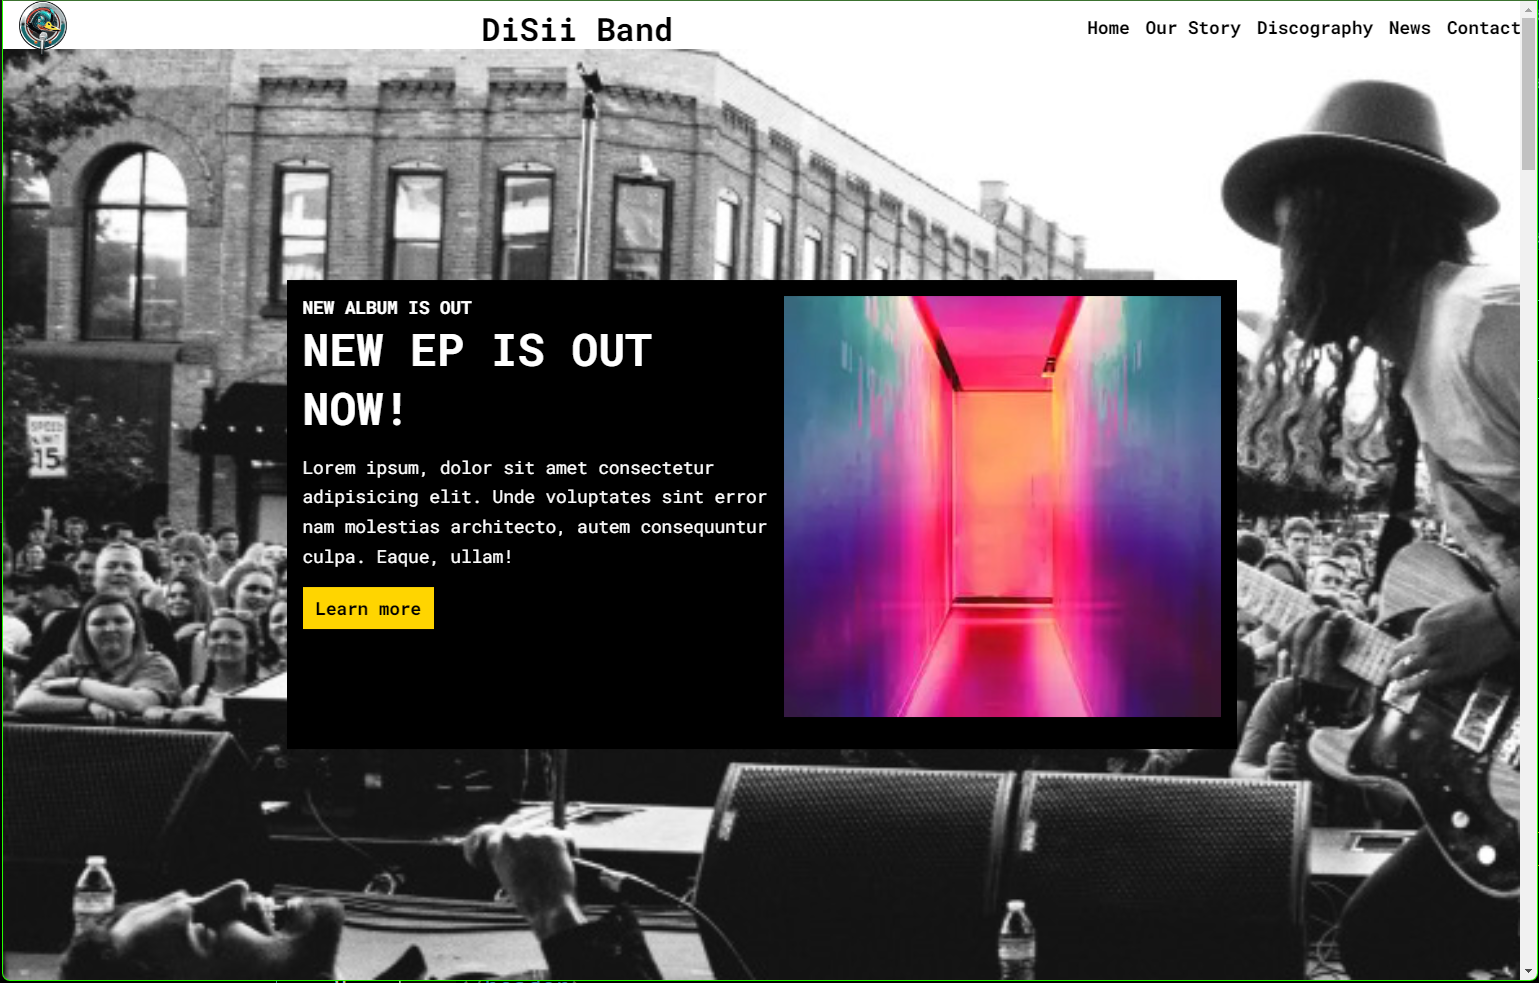 DiSii Band
Home Our Story Discography News Contact
NEW ALBUM IS OUT
NEW EP IS OUT
NOW!
Lorem ipsum, dolor sit amet consectetur
adipisicing elit. Unde voluptates sint error
nam molestias architecto, autem consequuntur
culpa. Eaque, ullam!
Learn more
SPEED
LIMIT
15